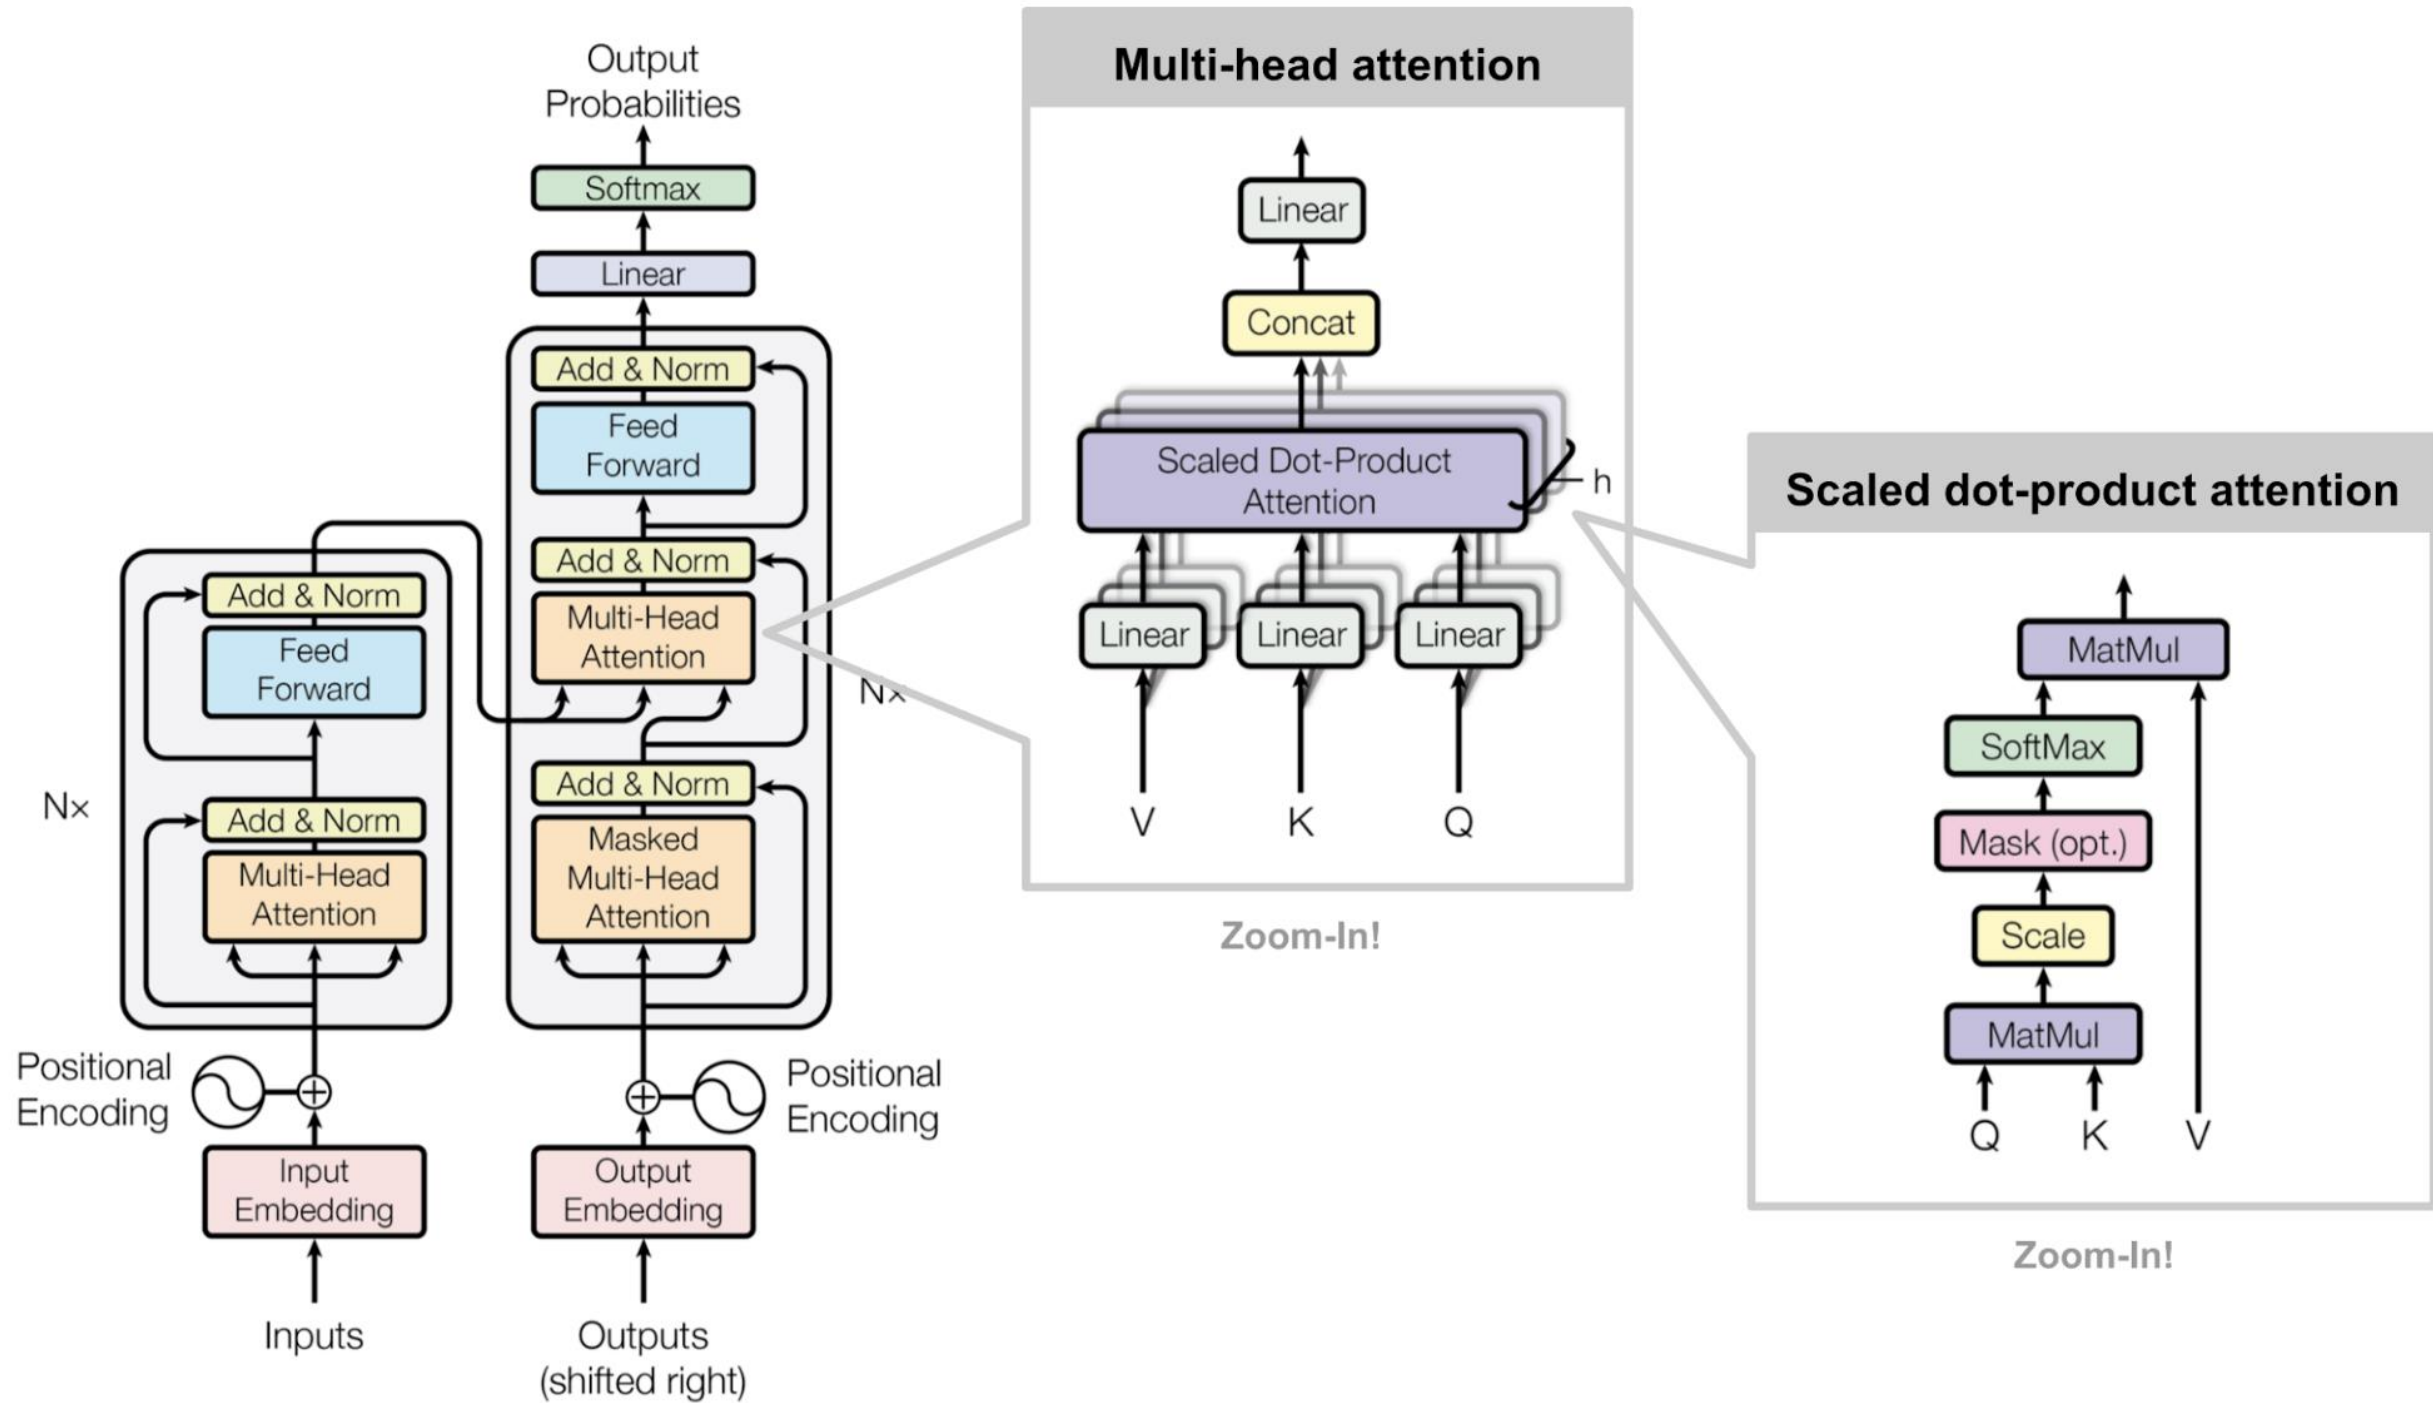 Output
Probabilities
Softmax
Linear
Add & Norm
Feed
Forward
Add & Norm
Multi-Head
Attention
Add & Norm
Masked
Multi-Head
Attention
Nx
Positional
Encoding
Output
Embedding
Outputs
(shifted right)
Add & Norm
Feed
Forward
Add & Norm
Multi-Head
Attention
Nx
Positional
Encoding
Input
Embedding
Inputs
Multi-head attention
Linear
Concat
Scaled Dot-Product
Attention
h
Linear Linear Linear
V K Q
Zoom-In!
Scaled dot-product attention
MatMul
SoftMax
Mask (opt.)
Scale
MatMul
Q K V
Zoom-In!